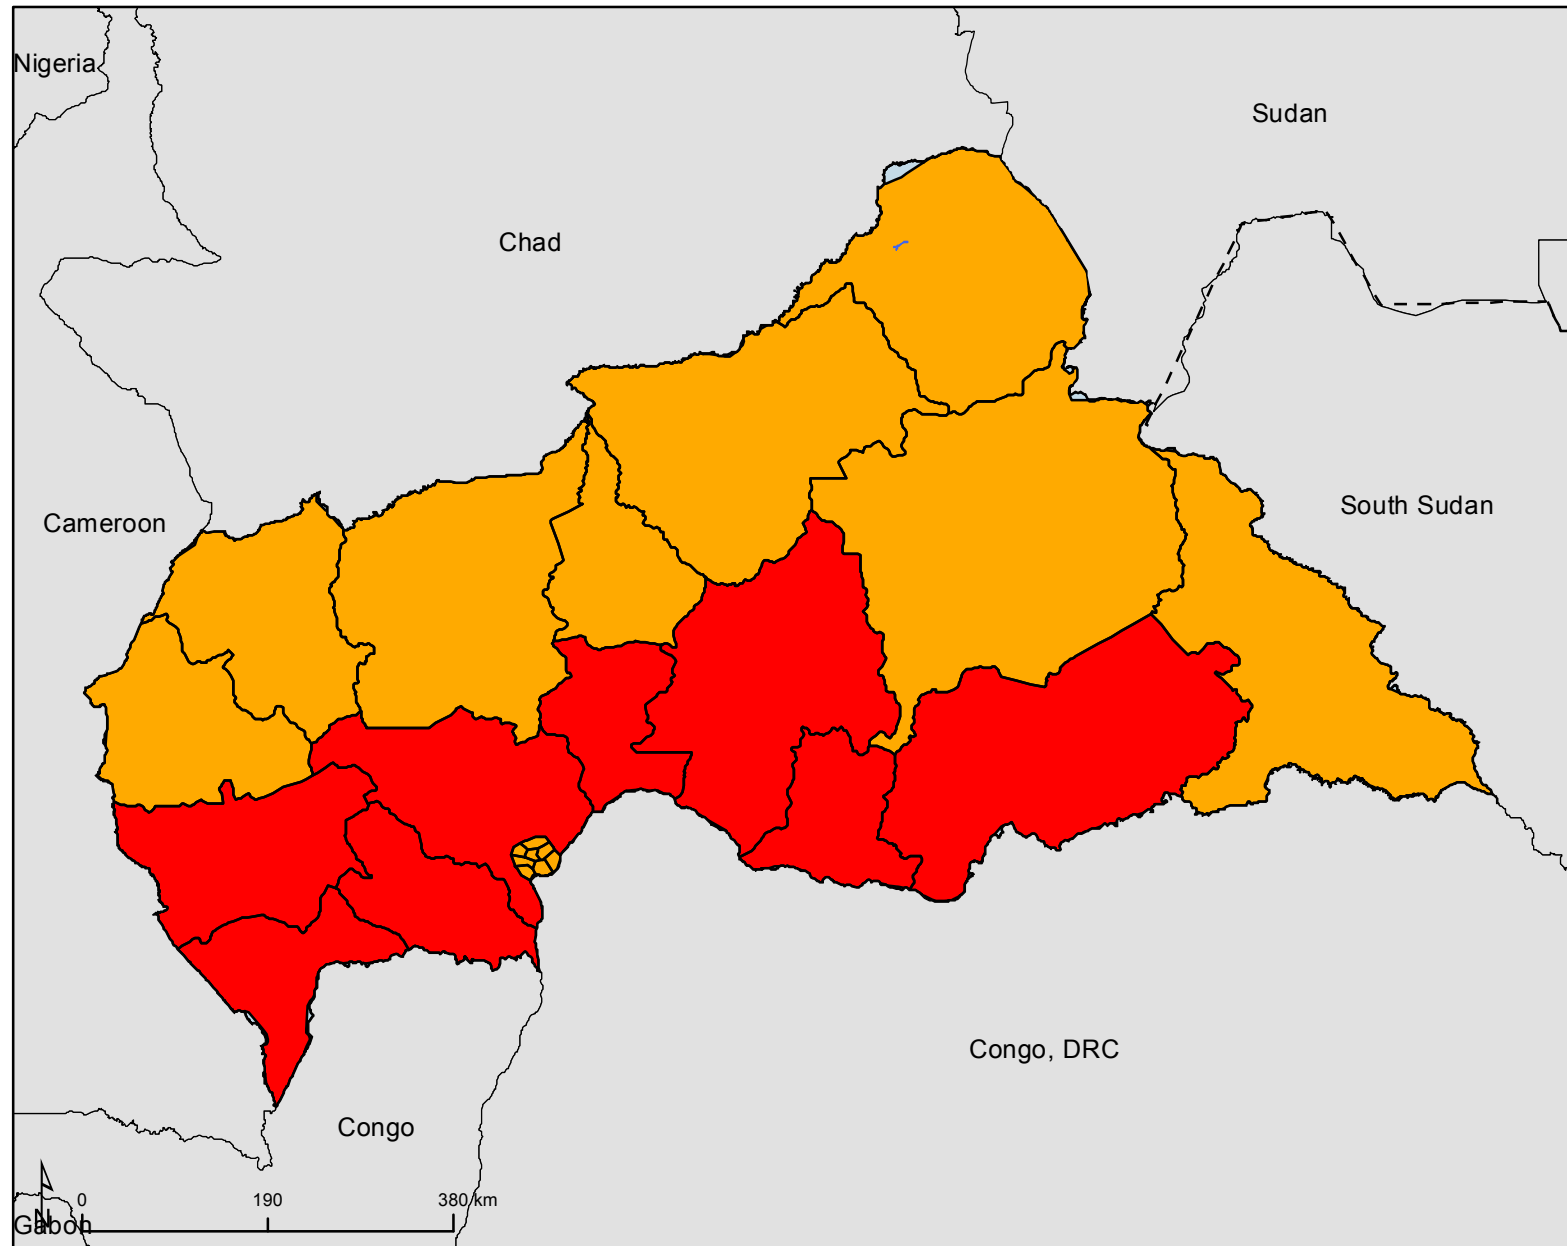 Nigeria
Sudan
Chad
South Sudan
Cameroon
Congo, DRC
Congo
0 190 380 km
N
Gabon